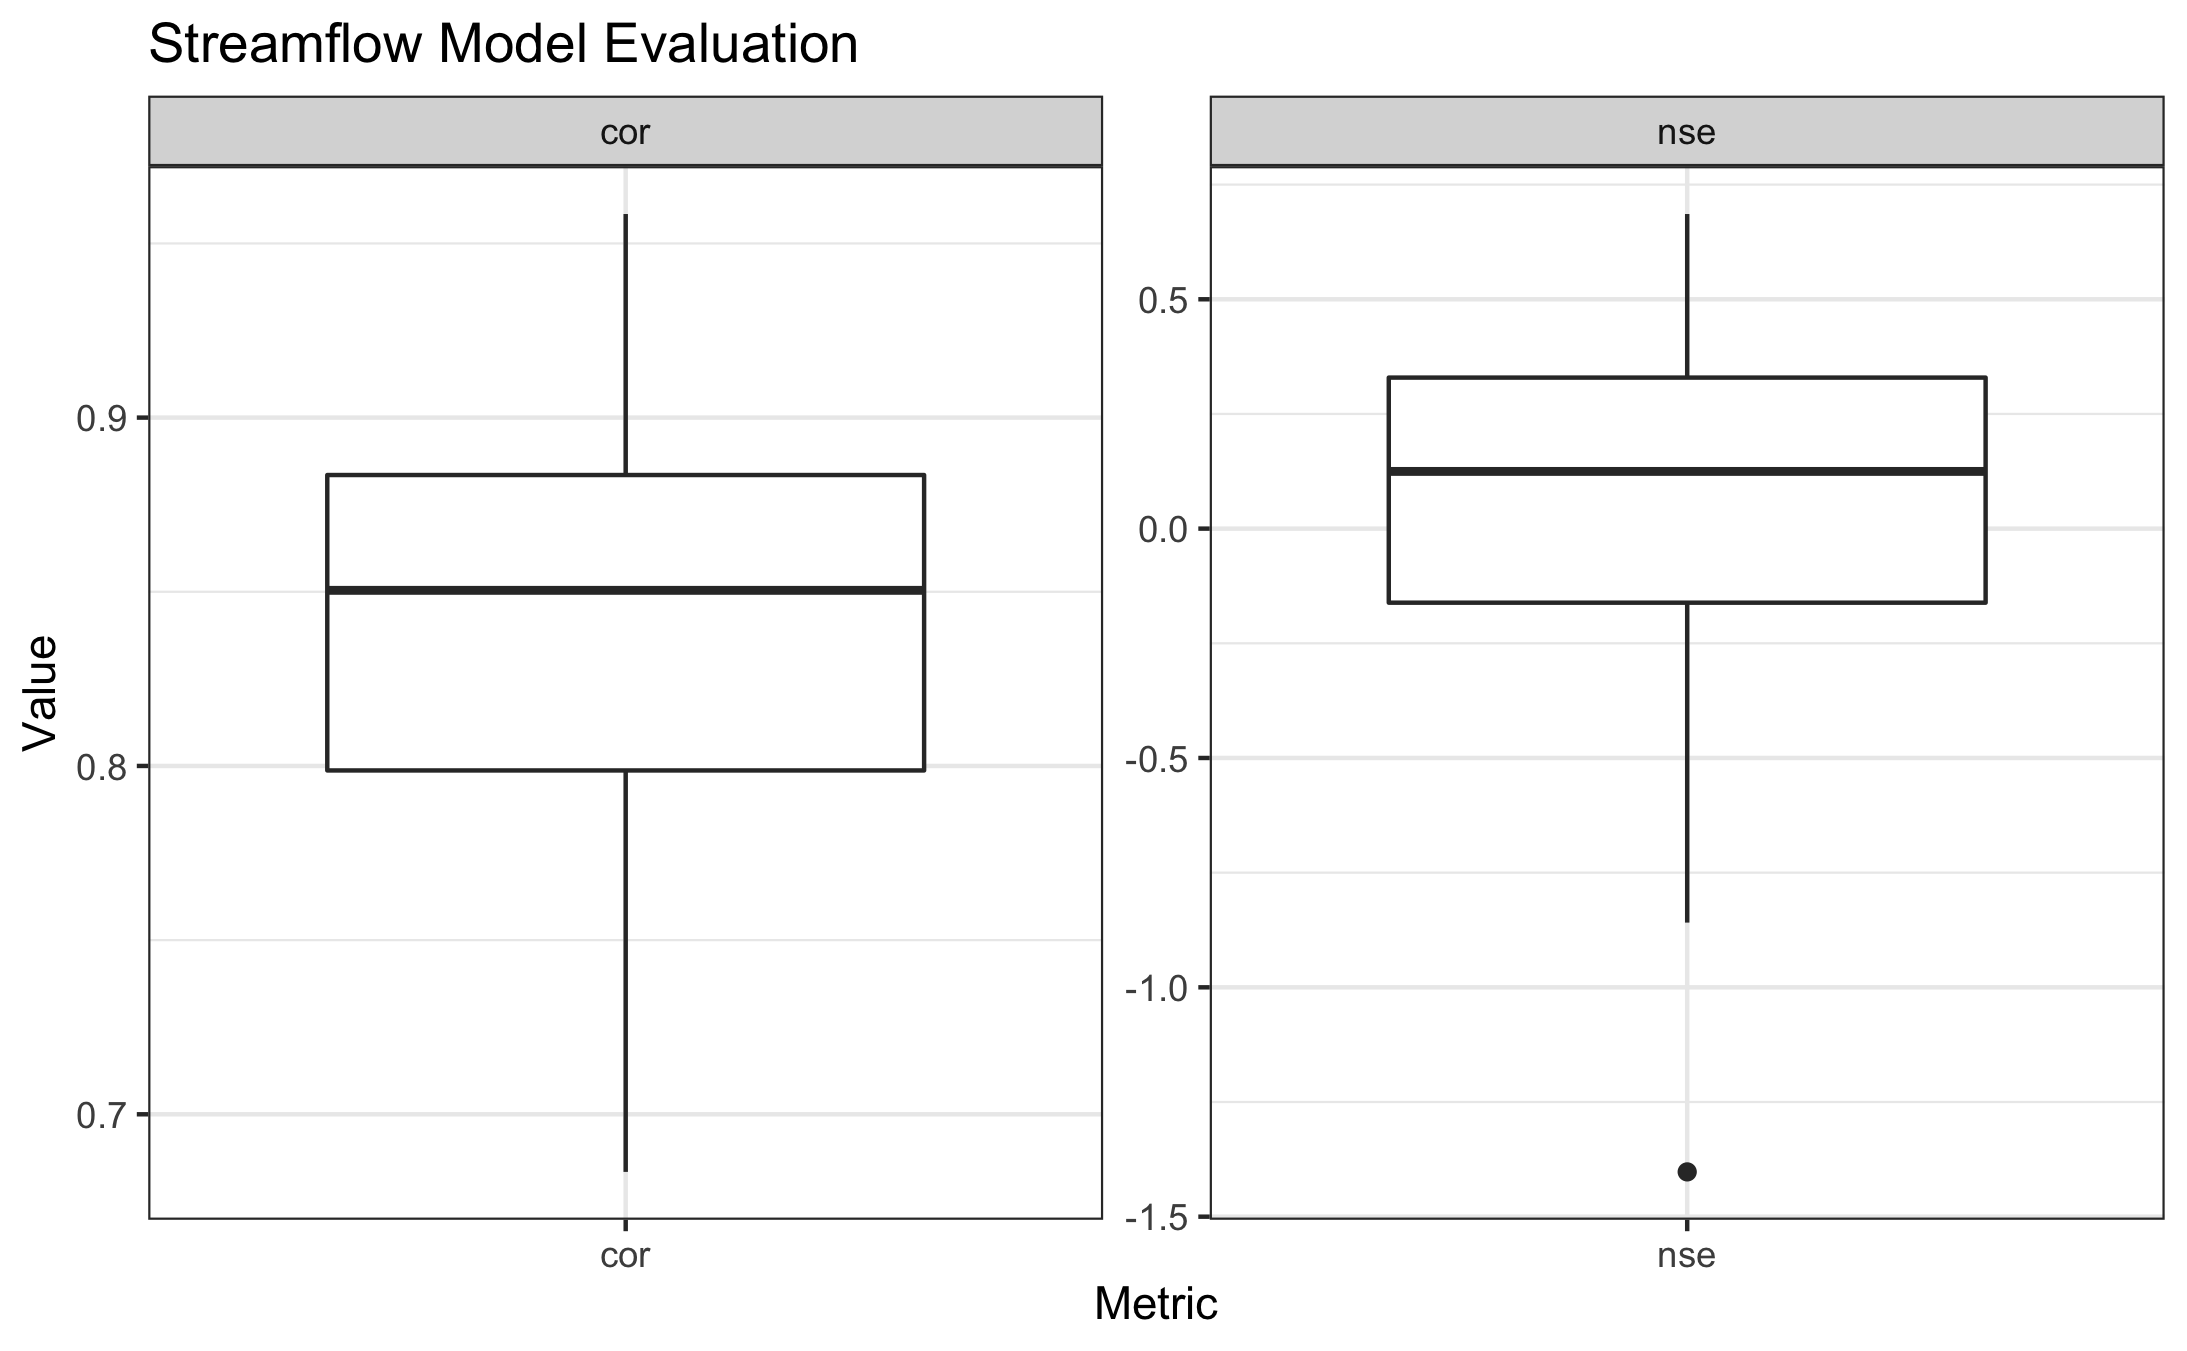 Streamflow Model Evaluation
cor
nse
0.9
0.8
0.7
0.5
0.0
-0.5
-1.0
-1.5
Value
cor
nse
Metric